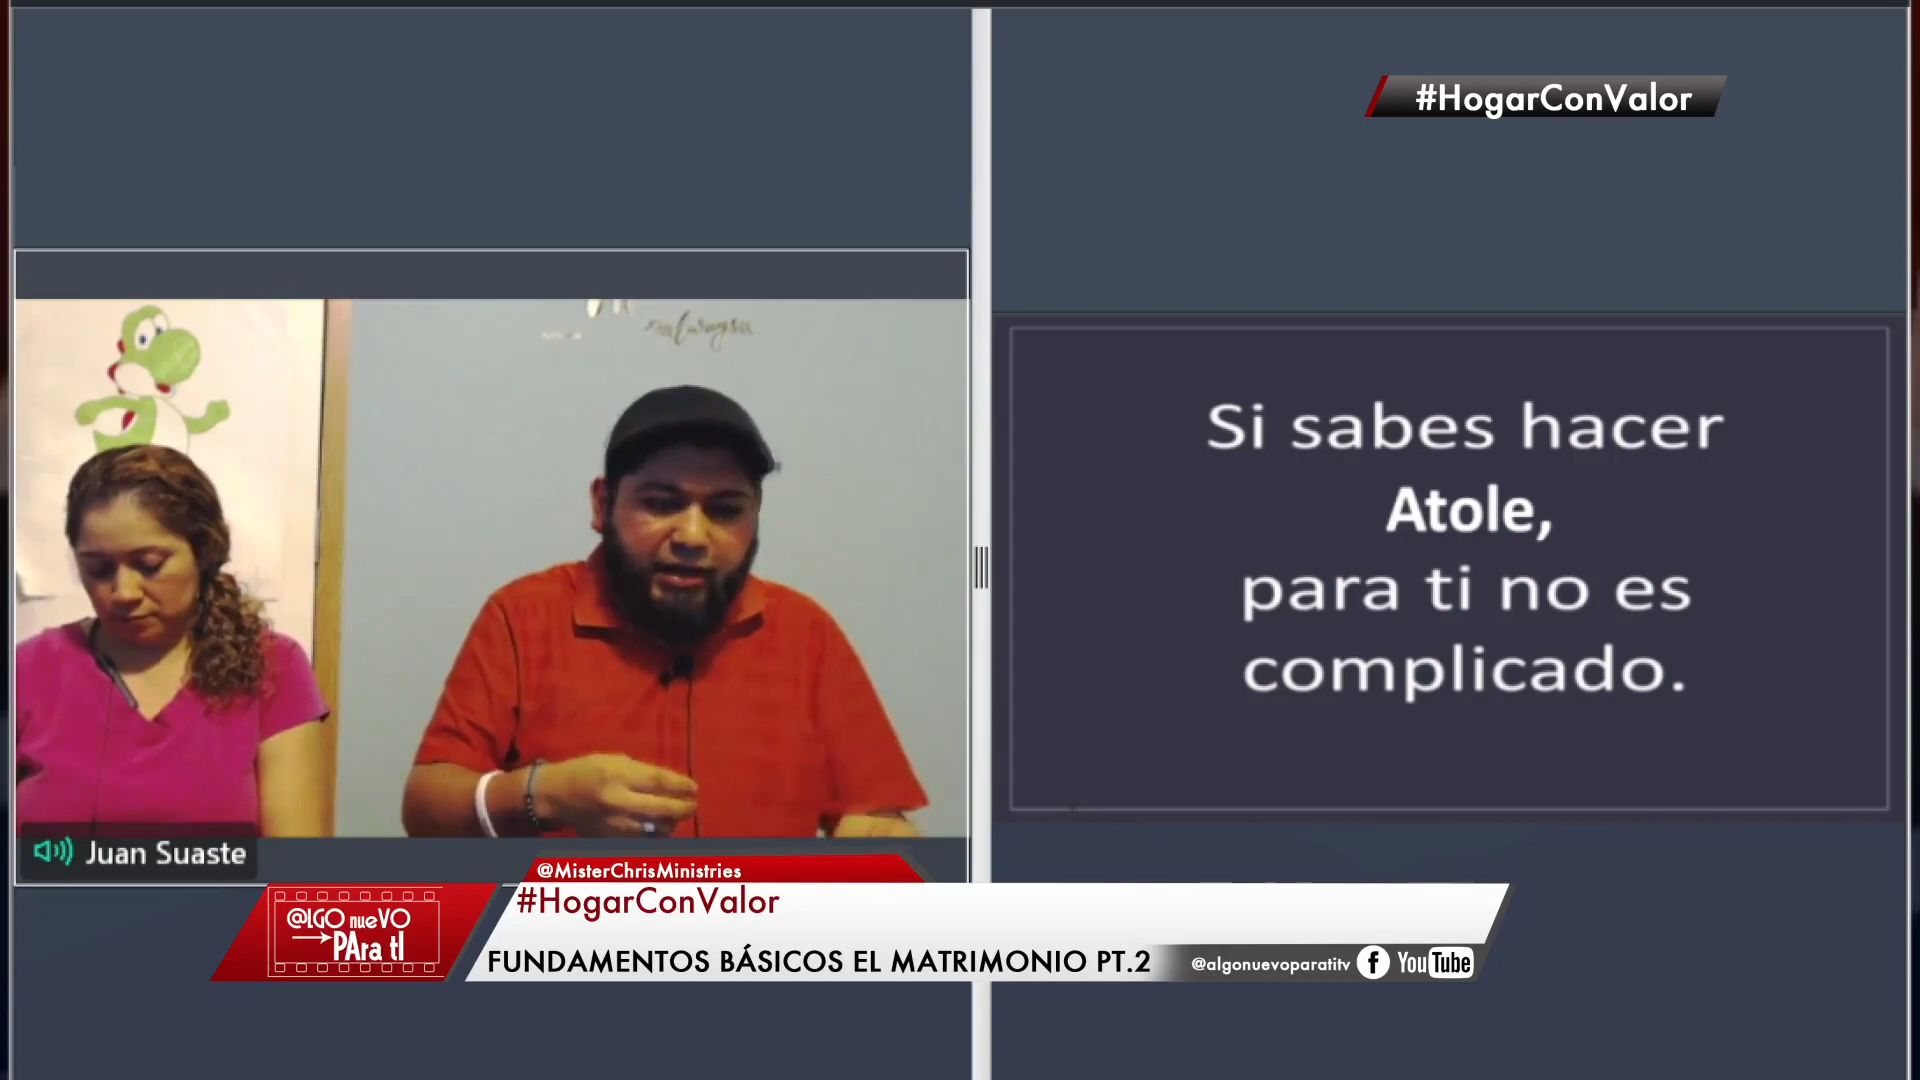 #HogarConValor
Si sabes hacer
Atole,
para ti no es
complicado.
Juan Suaste
@MisterChrisMinistries
#HogarConValor
@LGO nueVO
PAra tI
FUNDAMENTOS BÁSICOS EL MATRIMONIO PT.2
@algonuevoparatitv f YouTube